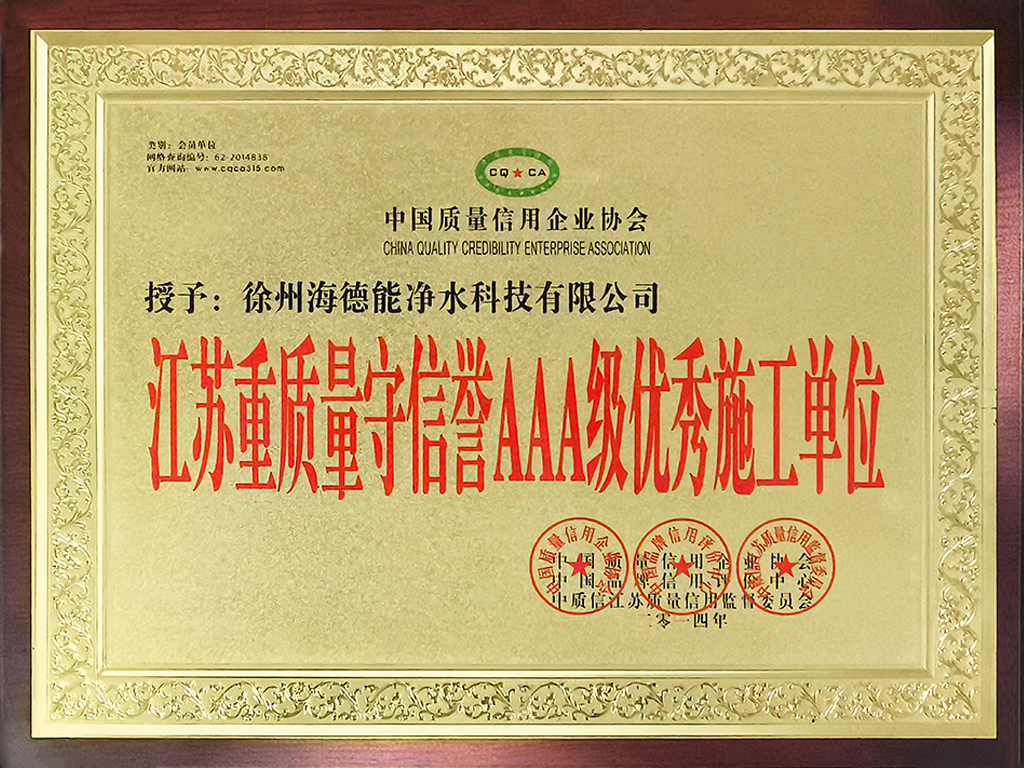 类别：会员单位
网络查询编号：62-2014838
官方网站：www.cqca315.com
CQ★CA
中国质量信用企业协会
CHINA QUALITY CREDIBILITY ENTERPRISE ASSOCIATION
授予：徐州海德能净水科技有限公司
江苏重质量守信誉AAA级优秀施工单位
中国质量信用企业协会
中国品牌信用评价中心
中质信江苏质量信用监督委员会
二零一四年